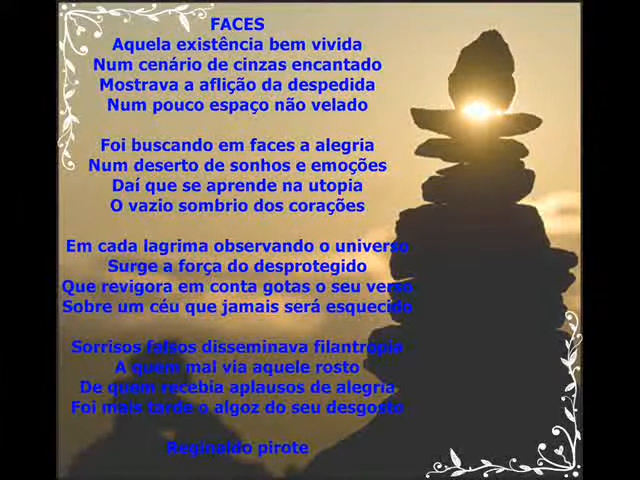 FACES
Aquela existência bem vivida
Num cenário de cinzas encantado
Mostrava a aflição da despedida
Num pouco espaço não velado
Foi buscando em faces a alegria
Num deserto de sonhos e emoções
Daí que se aprende na utopia
O vazio sombrio dos corações
Em cada lagrima observando o universo
Surge a força do desprotegido
Que revigora em conta gotas o seu verso
Sobre um céu que jamais será esquecido
Sorrisos falsos disseminava filantropia
A quem mal via aquele rosto
De quem recebia aplausos de alegria
Foi mais tarde o algoz do seu desgosto
Reginaldo pirote